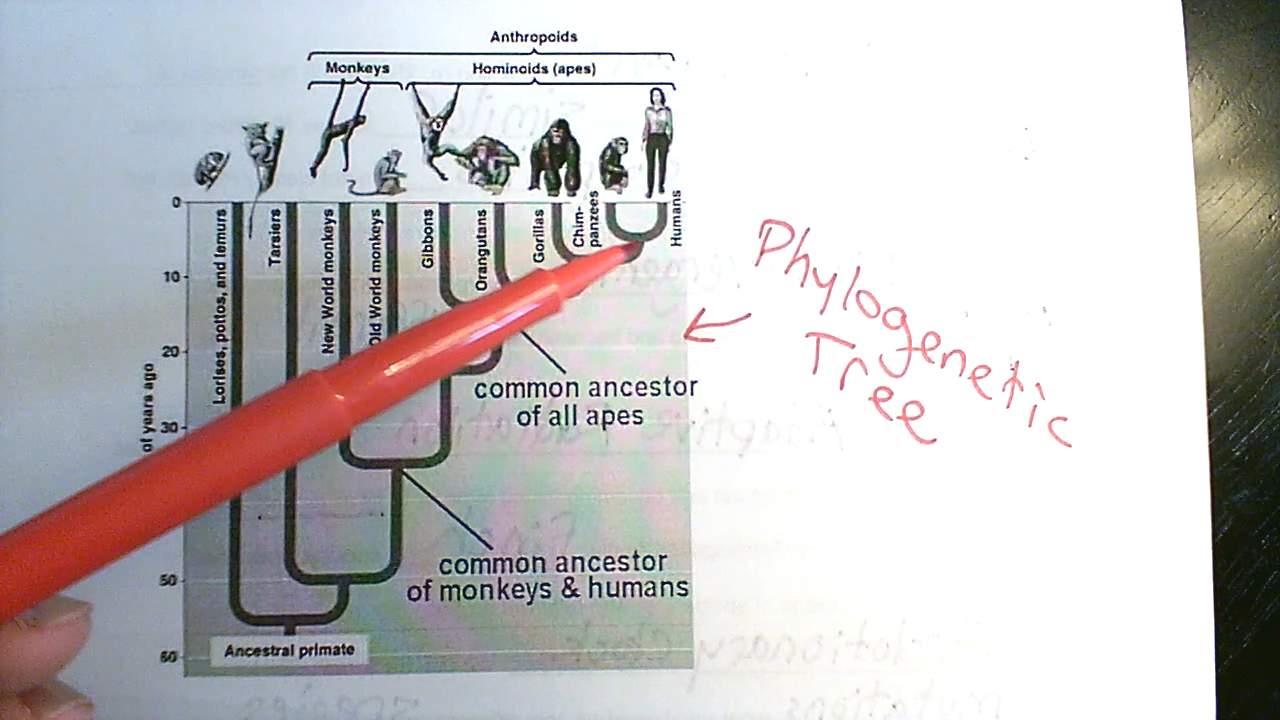 Anthropoids
Monkeys
Hominoids (apes)
Lorises, pottos, and lemurs
Tarsiers
New World monkeys
Old World monkeys
Gibbons
Orangutans
Gorillas
Chim-
panzees
Humans
0
10
20
30
50
60
of years ago
common ancestor
of all apes
common ancestor
of monkeys & humans
Ancestral primate
Phylogenetic
Tree